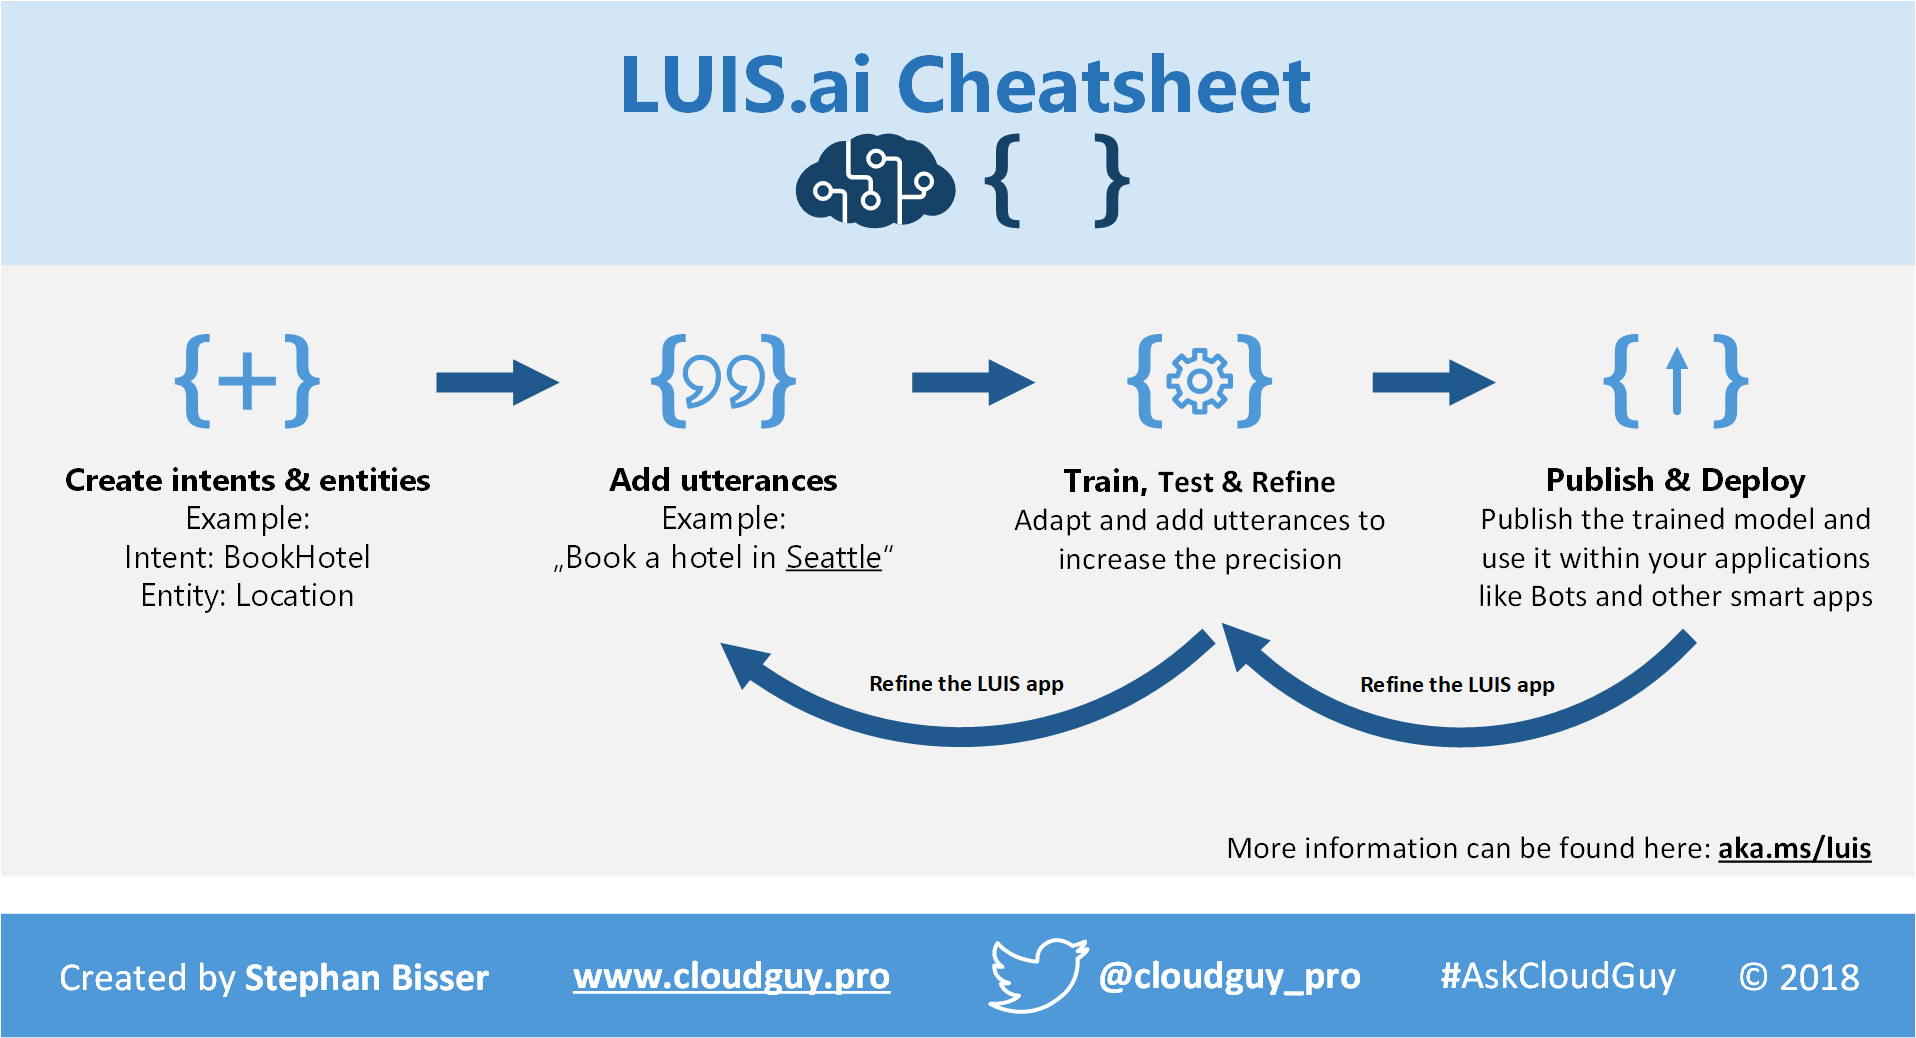 LUIS.ai Cheatsheet
Create intents & entities
Example:
Intent: BookHotel
Entity: Location
Add utterances
Example:
„Book a hotel in Seattle“
Train, Test & Refine
Adapt and add utterances to
increase the precision
Publish & Deploy
Publish the trained model and
use it within your applications
like Bots and other smart apps
Refine the LUIS app
Refine the LUIS app
More information can be found here: aka.ms/luis
Created by Stephan Bisser
www.cloudguy.pro
@cloudguy_pro
#AskCloudGuy
© 2018